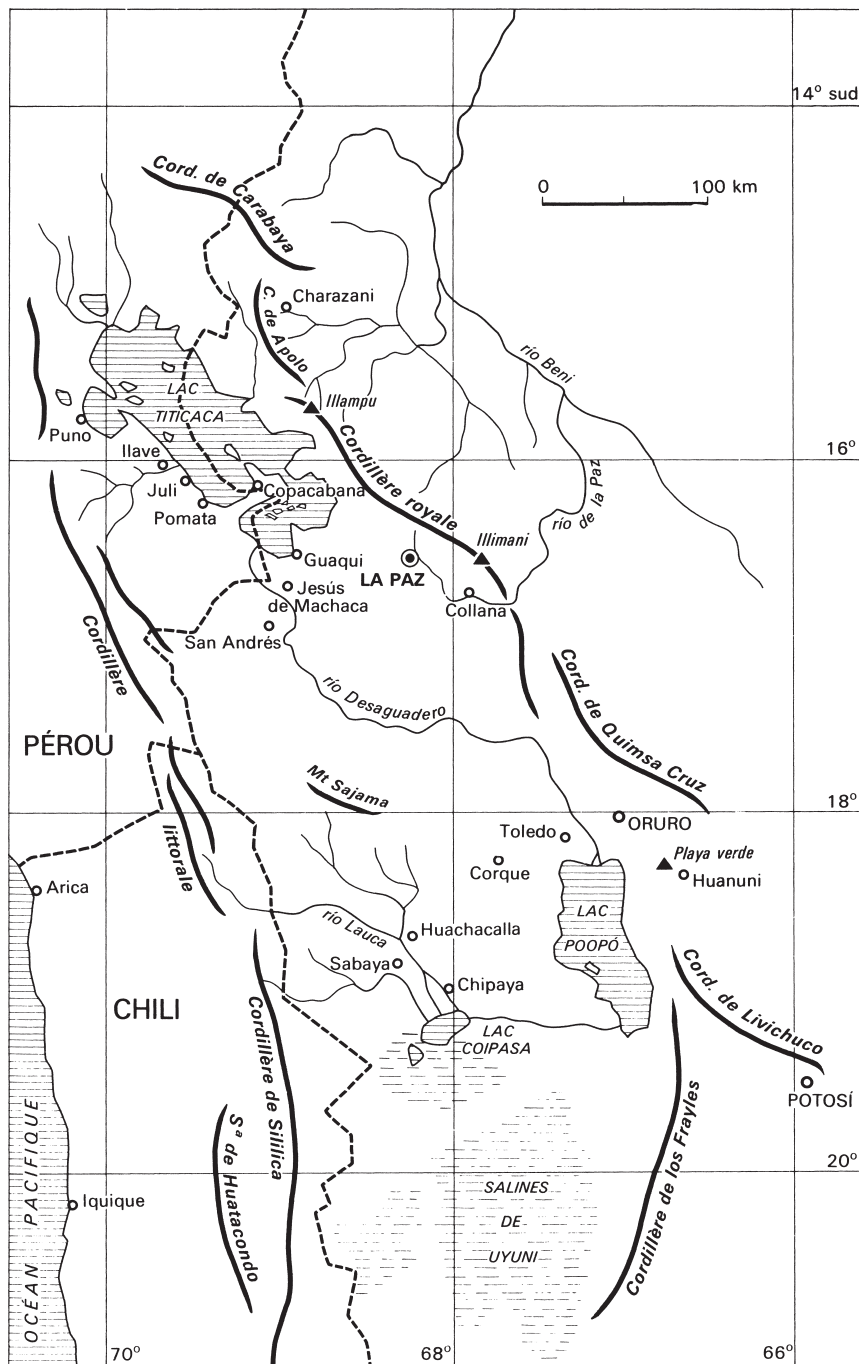 14° sud
0 100 km
Cord. de Carabaya
Charazani
C. de Apolo
río Beni
LAC
TITICACA
Illampu
Puno
Ilave
16°
Juli
Copacabana
Pomata
Cordillère royale
río de la Paz
Illimani
Guaqui
LA PAZ
Jesús
de Machaca
Collana
San Andrés
Cordillère
río Desaguadero
Cord. de Quimsa Cruz
PÉROU
Mt Sajama
18°
littorale
ORURO
Toledo
Corque
Playa verde
Huanuni
Arica
LAC
POOPÓ
río Lauca
Huachacalla
Sabaya
Chipaya
Cord. de Livichuco
CHILI
LAC
COIPASA
POTOSÍ
Cordillère de Sililica
Sª de Huatacondo
Cordillère de los Frayles
20°
SALINES
DE
UYUNI
Iquique
OCÉAN PACIFIQUE
70° 68° 66°